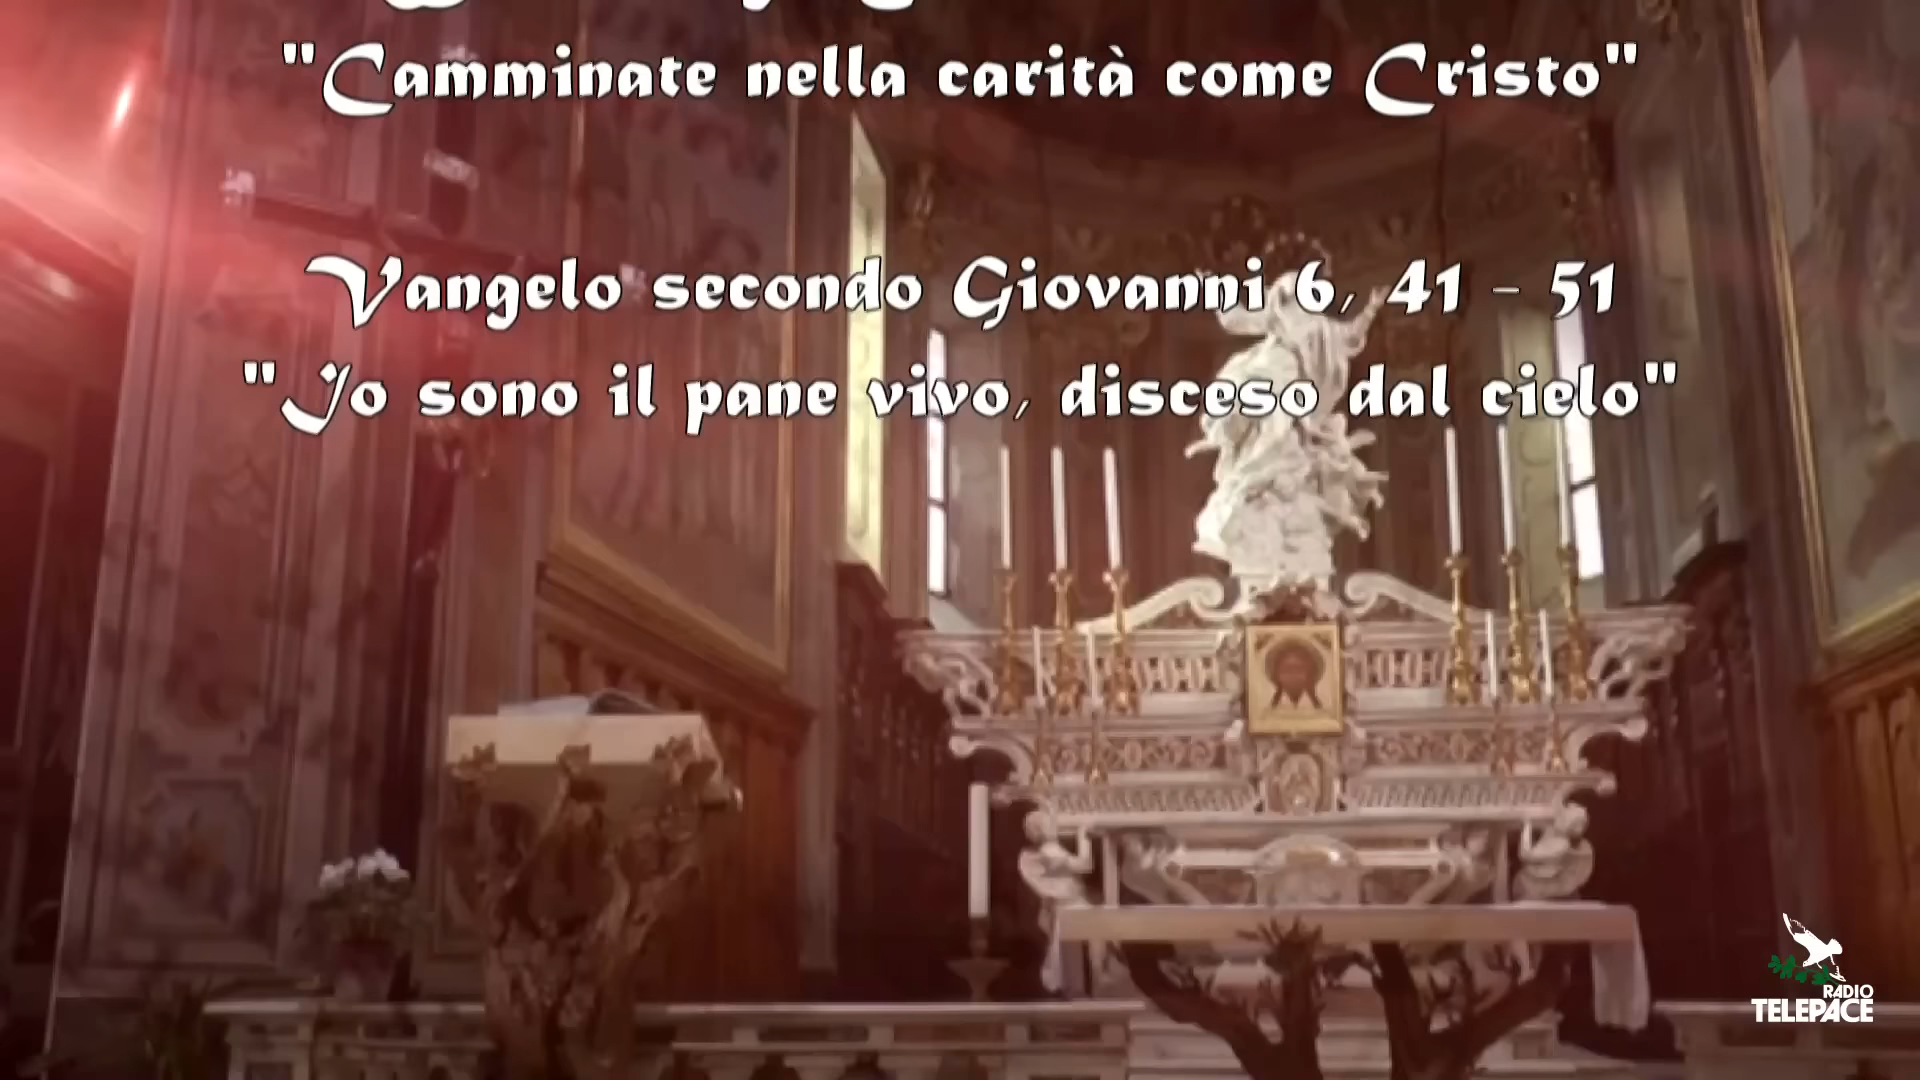 "Camminate nella carità come Cristo"
Vangelo secondo Giovanni 6, 41 - 51
"Io sono il pane vivo, disceso dal cielo"
RADIO
TELEPACE